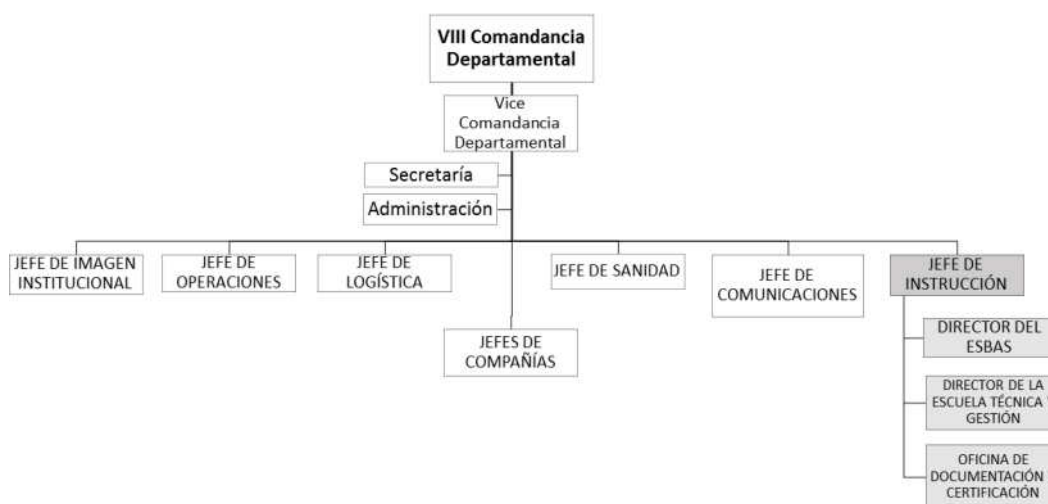 VIII Comandancia
Departamental
Vice
Comandancia
Departamental
Secretaría
Administración
JEFE DE IMAGEN
INSTITUCIONAL
JEFE DE
OPERACIONES
JEFE DE
LOGÍSTICA
JEFE DE SANIDAD
JEFE DE
COMUNICACIONES
JEFE DE
INSTRUCCIÓN
JEFES DE
COMPAÑÍAS
DIRECTOR DEL
ESBAS
DIRECTOR DE LA
ESCUELA TÉCNICA
GESTIÓN
OFICINA DE
DOCUMENTACIÓN
CERTIFICACIÓN